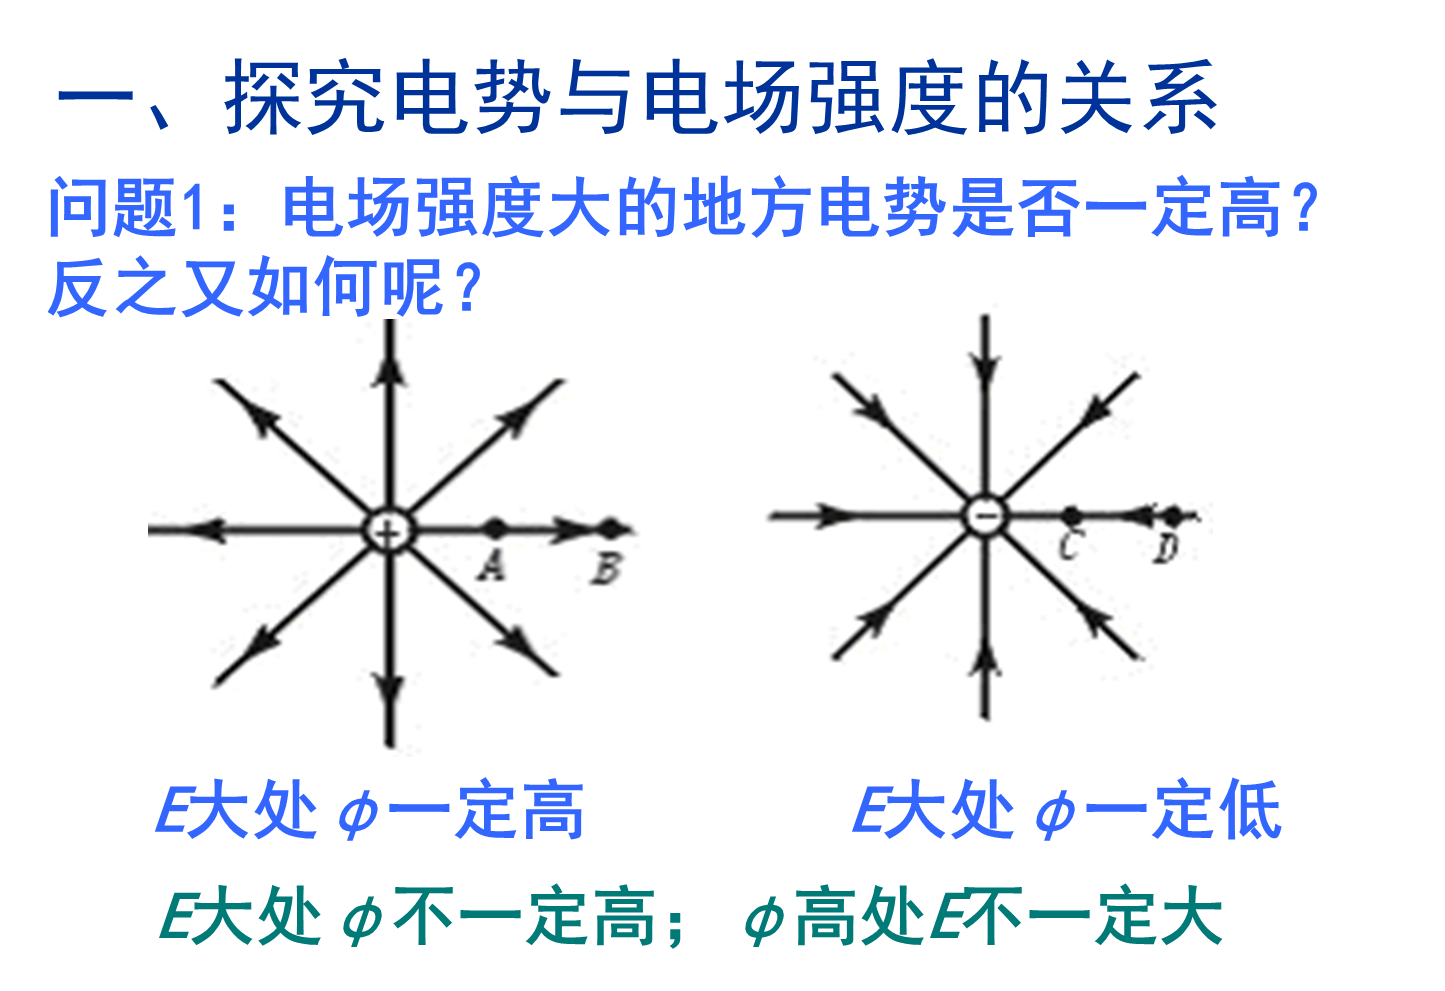 一、探究电势与电场强度的关系
问题1：电场强度大的地方电势是否一定高？
反之又如何呢？
+
−
A
B
C
D
E大处φ一定高
E大处φ一定低
E大处φ不一定高；φ高处E不一定大